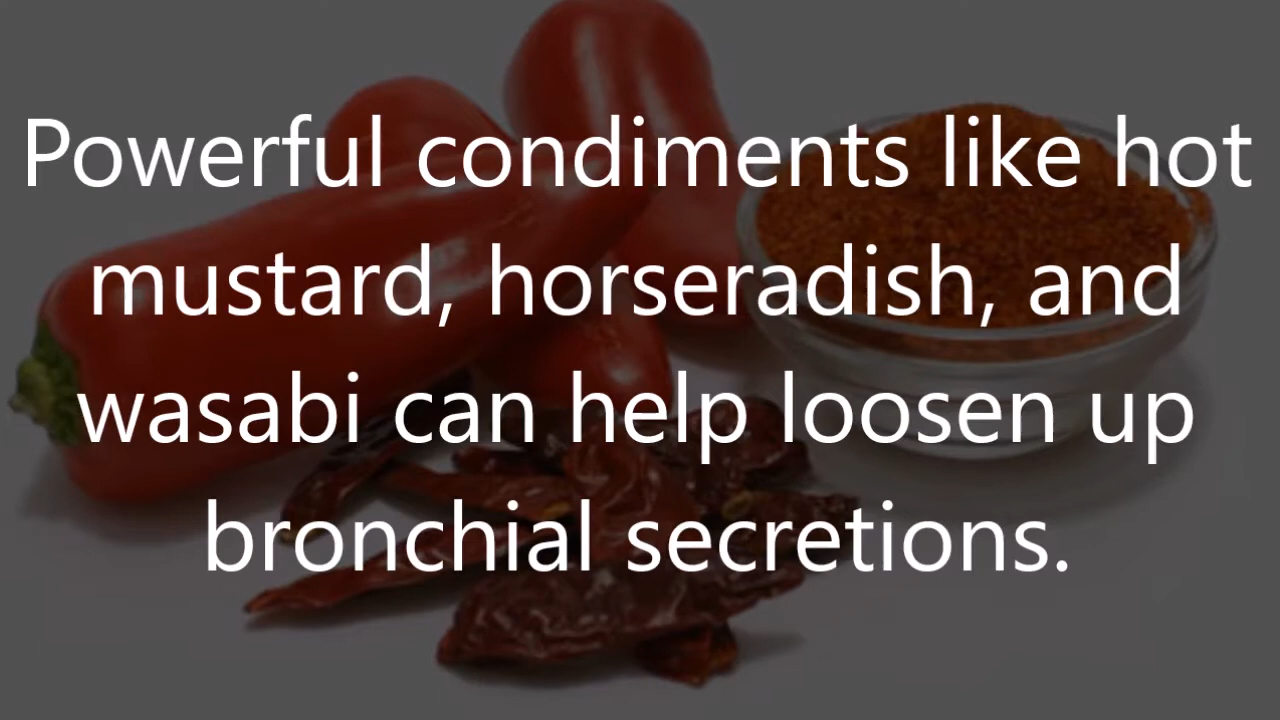 Powerful condiments like hot
mustard, horseradish, and
wasabi can help loosen up
bronchial secretions.